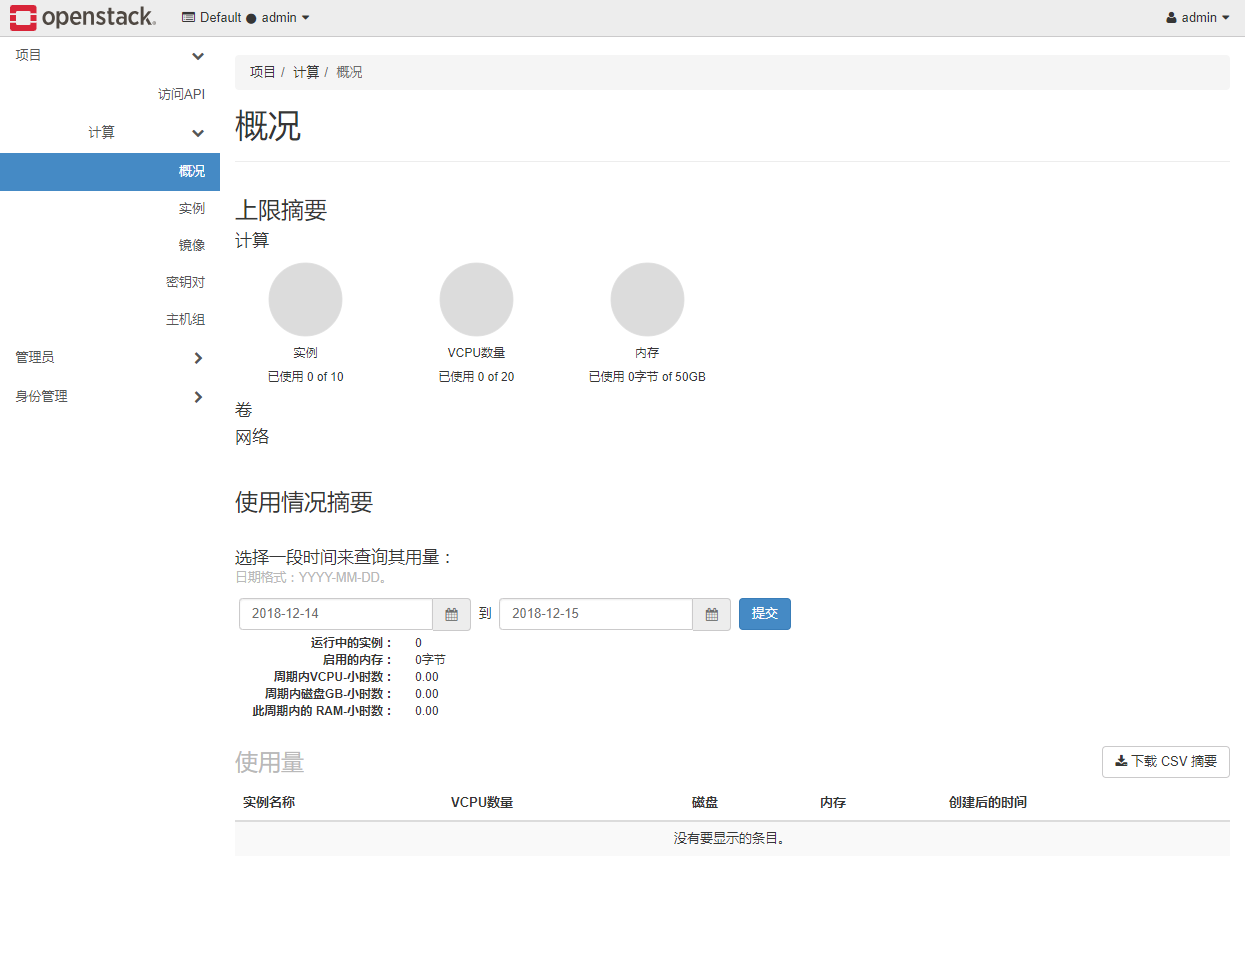 openstack. Default ● admin admin
项目
访问API
计算
概况
实例
镜像
密钥对
主机组
管理员
身份管理
项目 / 计算 / 概况
概况
上限摘要
计算
实例 VCPU数量 内存
已使用 0 of 10 已使用 0 of 20 已使用 0字节 of 50GB
卷
网络
使用情况摘要
选择一段时间来查询其用量：
日期格式：YYYY-MM-DD。
2018-12-14 到 2018-12-15 提交
运行中的实例： 0
启用的内存： 0字节
周期内VCPU-小时数： 0.00
周期内磁盘GB-小时数： 0.00
此周期内的 RAM-小时数： 0.00
使用量 下载 CSV 摘要
实例名称 VCPU数量 磁盘 内存 创建后的时间
没有要显示的条目。